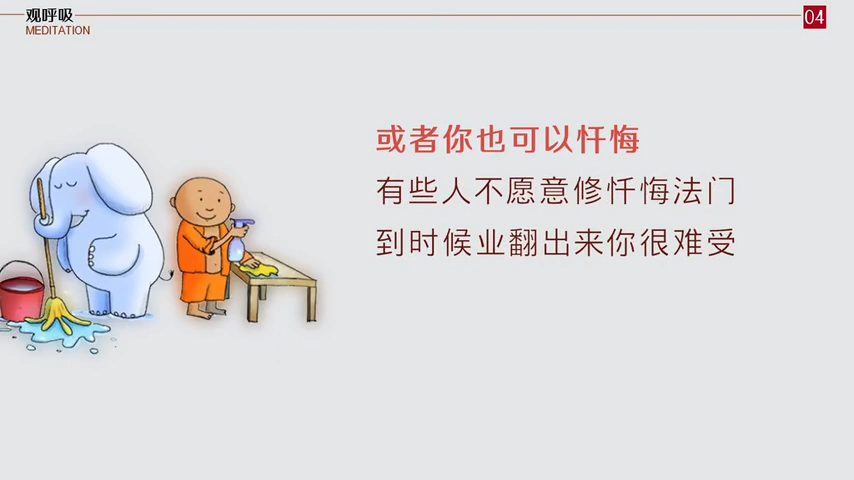 观呼吸
MEDITATION
04
或者你也可以忏悔
有些人不愿意修忏悔法门
到时候业翻出来你很难受